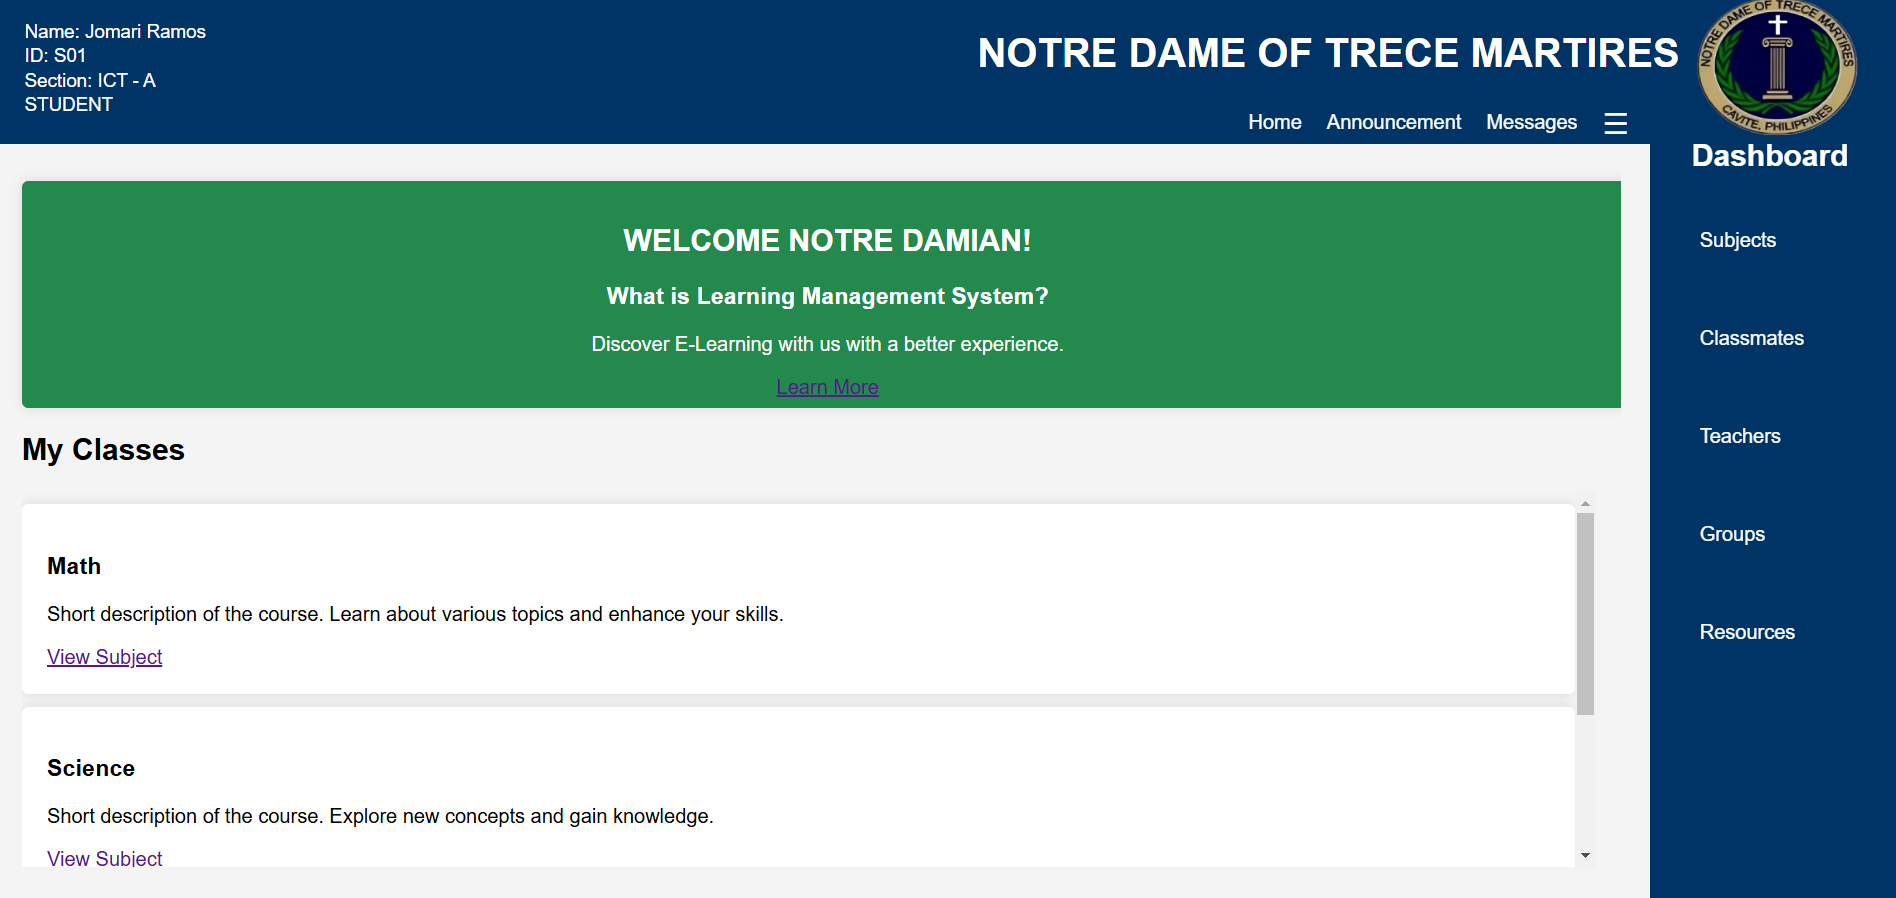 Name: Jomari Ramos
ID: S01
Section: ICT - A
STUDENT
NOTRE DAME OF TRECE MARTIRES
NOTRE DAME OF TRECE MARTIRES
CAVITE, PHILIPPINES
Home Announcement Messages
Dashboard
Subjects
Classmates
Teachers
Groups
Resources
WELCOME NOTRE DAMIAN!
What is Learning Management System?
Discover E-Learning with us with a better experience.
Learn More
My Classes
Math
Short description of the course. Learn about various topics and enhance your skills.
View Subject
Science
Short description of the course. Explore new concepts and gain knowledge.
View Subject